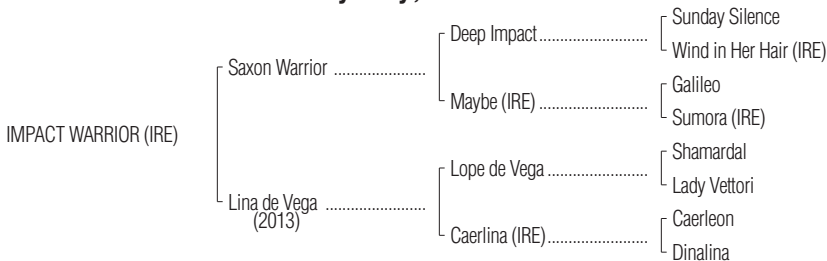 Sunday Silence
Deep Impact
Wind in Her Hair (IRE)
Saxon Warrior
Galileo
Maybe (IRE)
Sumora (IRE)
IMPACT WARRIOR (IRE)
Shamardal
Lope de Vega
Lady Vettori
Lina de Vega
(2013)
Caerleon
Caerlina (IRE)
Dinalina